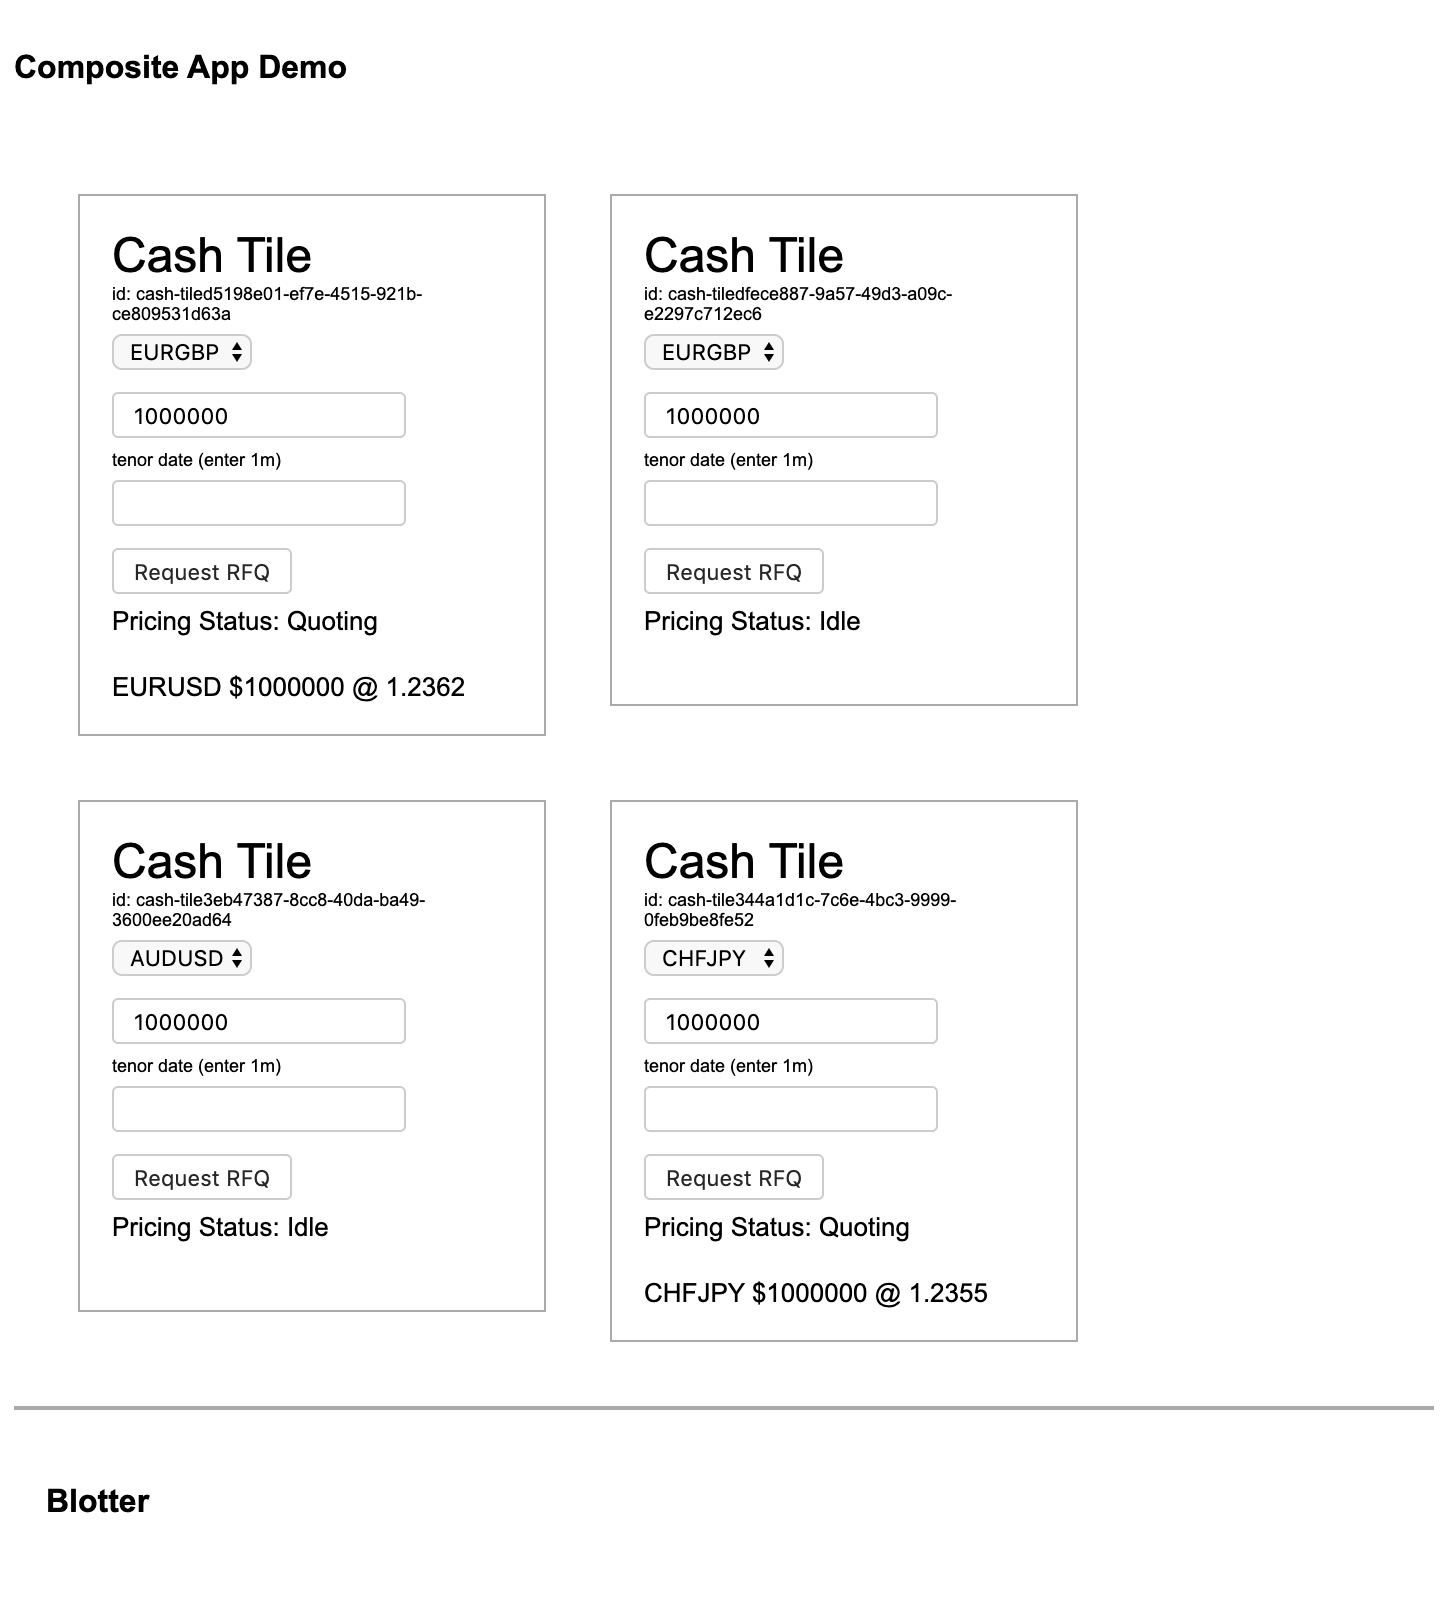 Composite App Demo
Cash Tile
id: cash-tiled5198e01-ef7e-4515-921b-
ce809531d63a
EURGBP
1000000
tenor date (enter 1m)
Request RFQ
Pricing Status: Quoting
EURUSD $1000000 @ 1.2362
Cash Tile
id: cash-tiledfece887-9a57-49d3-a09c-
e2297c712ec6
EURGBP
1000000
tenor date (enter 1m)
Request RFQ
Pricing Status: Idle
Cash Tile
id: cash-tile3eb47387-8cc8-40da-ba49-
3600ee20ad64
AUDUSD
1000000
tenor date (enter 1m)
Request RFQ
Pricing Status: Idle
Cash Tile
id: cash-tile344a1d1c-7c6e-4bc3-9999-
0feb9be8fe52
CHFJPY
1000000
tenor date (enter 1m)
Request RFQ
Pricing Status: Quoting
CHFJPY $1000000 @ 1.2355
Blotter